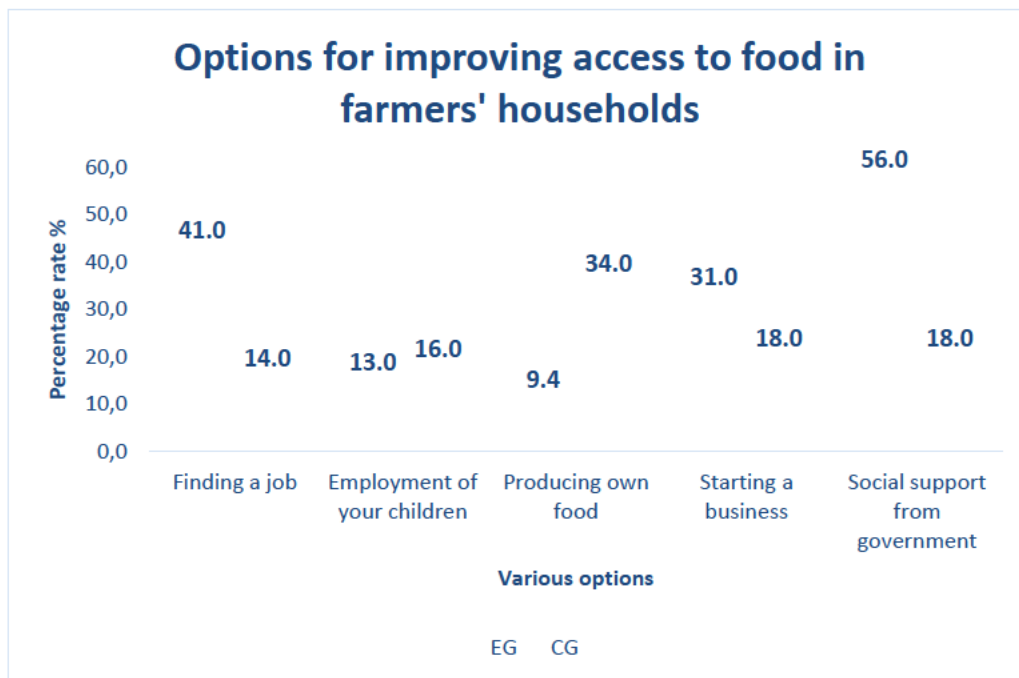 Options for improving access to food in
farmers' households
Percentage rate %
60,0
50,0
40,0
30,0
20,0
10,0
0,0
41.0
14.0
13.0
16.0
9.4
34.0
31.0
18.0
56.0
18.0
Finding a job
Employment of
your children
Producing own
food
Starting a
business
Social support
from
government
Various options
EG CG